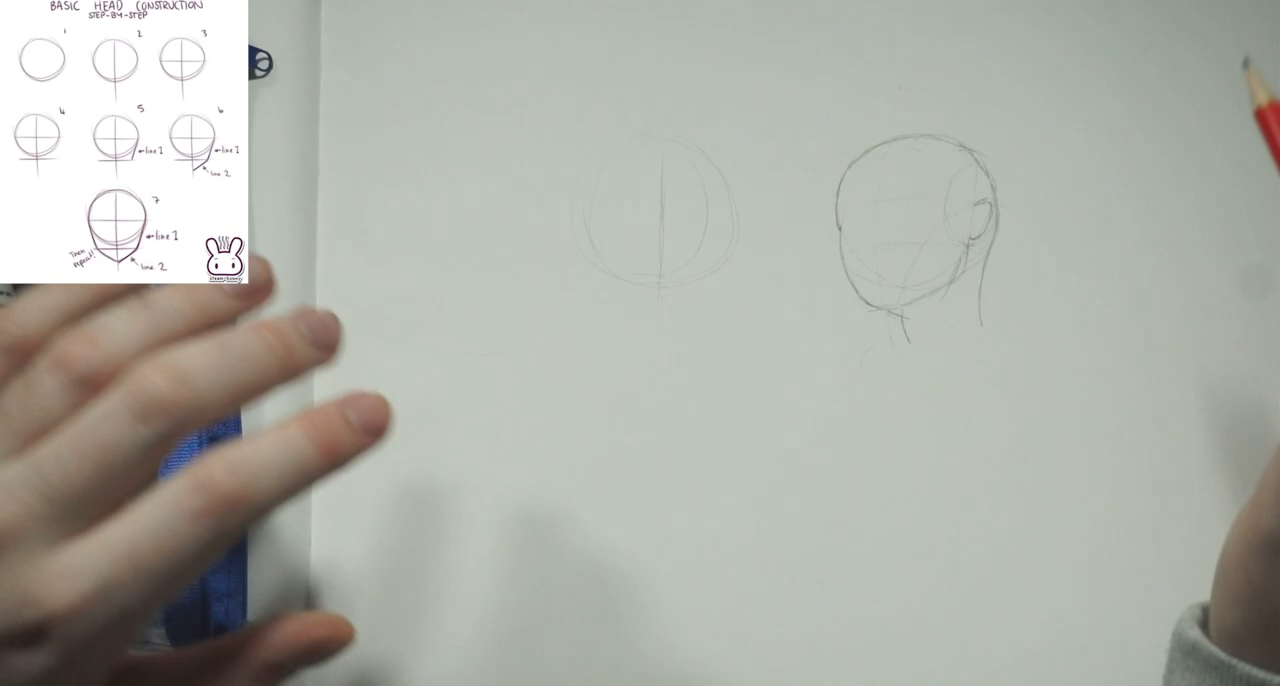 BASIC HEAD CONSTRUCTION
STEP-BY-STEP
1
2
3
4
5
6
line 1
line 1
line 2
7
line 1
Then repeat!
line 2
steamybunny